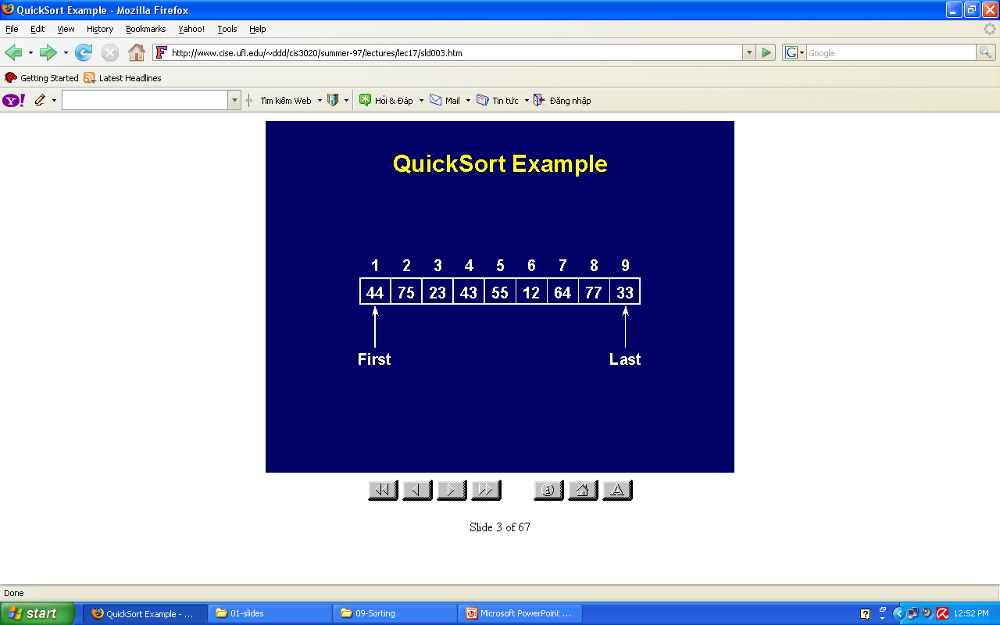 QuickSort Example - Mozilla Firefox
File Edit View History Bookmarks Yahoo! Tools Help
http://www.cise.ufl.edu/~ddd/cis3020/summer-97/lectures/lec17/sld003.htm
G Google
Getting Started Latest Headlines
Y! Tìm kiếm Web Hỏi & Đáp Mail Tin tức Đăng nhập
QuickSort Example
1 2 3 4 5 6 7 8 9
44 75 23 43 55 12 64 77 33
First Last
Slide 3 of 67
Done
start QuickSort Example - ... 01-slides 09-Sorting Microsoft PowerPoint ... 12:52 PM